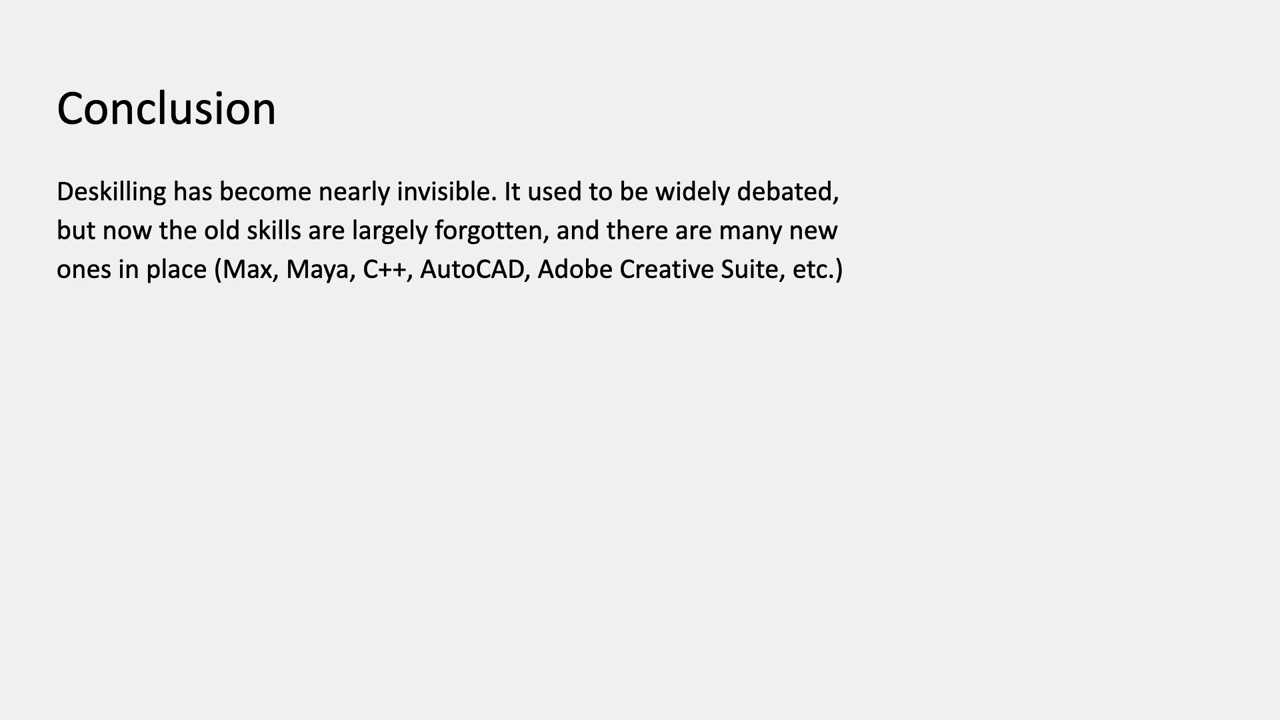 Conclusion
Deskilling has become nearly invisible. It used to be widely debated,
but now the old skills are largely forgotten, and there are many new
ones in place (Max, Maya, C++, AutoCAD, Adobe Creative Suite, etc.)